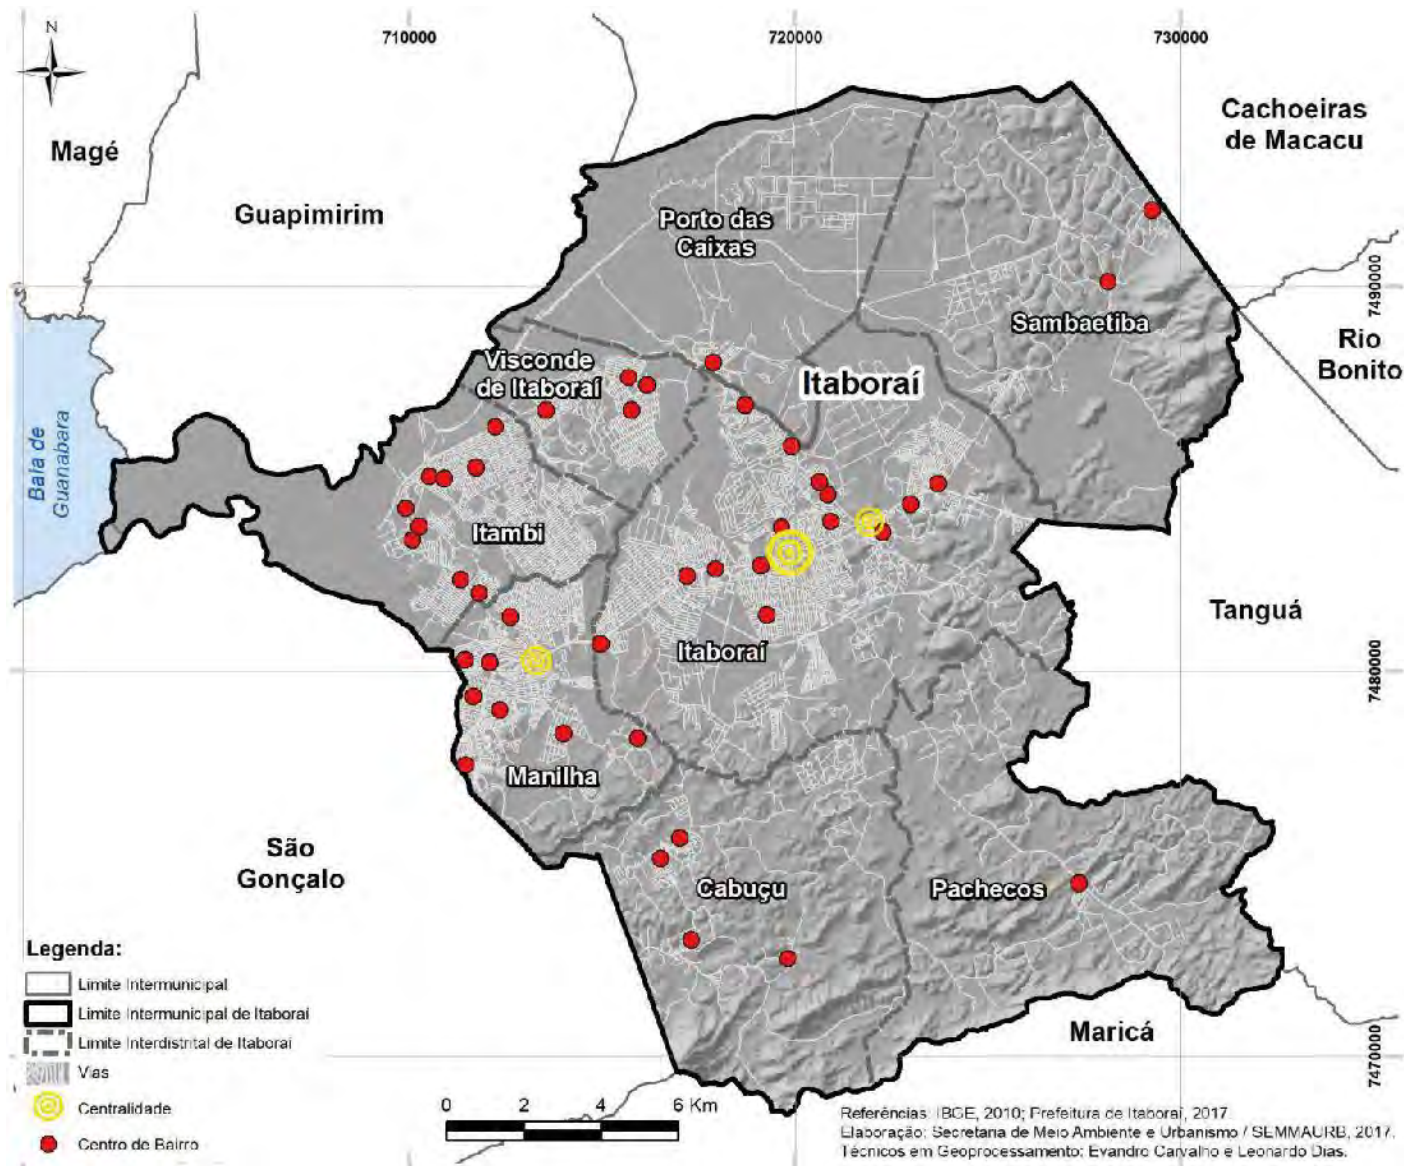 N
710000
720000
730000
Cachoeiras
de Macacu
Magé
Guapimirim
Porto das
Caixas
7490000
Sambaetiba
Rio
Bonito
Visconde
de Itaboraí
Itaboraí
Baia de
Guanabara
Itambi
Tanguá
Itaboraí
7480000
Manilha
São
Gonçalo
Cabuçu
Pachecos
Maricá
7470000
Legenda:
Limite Intermunicipal
Limite Intermunicipal de Itaboraí
Limite Interdistrital de Itaboraí
Vias
Centralidade
Centro de Bairro
0 2 4 6 Km
Referências: IBGE, 2010; Prefeitura de Itaboraí, 2017.
Elaboração: Secretaria de Meio Ambiente e Urbanismo / SEMMAURB, 2017.
Técnicos em Geoprocessamento: Evandro Carvalho e Leonardo Dias.